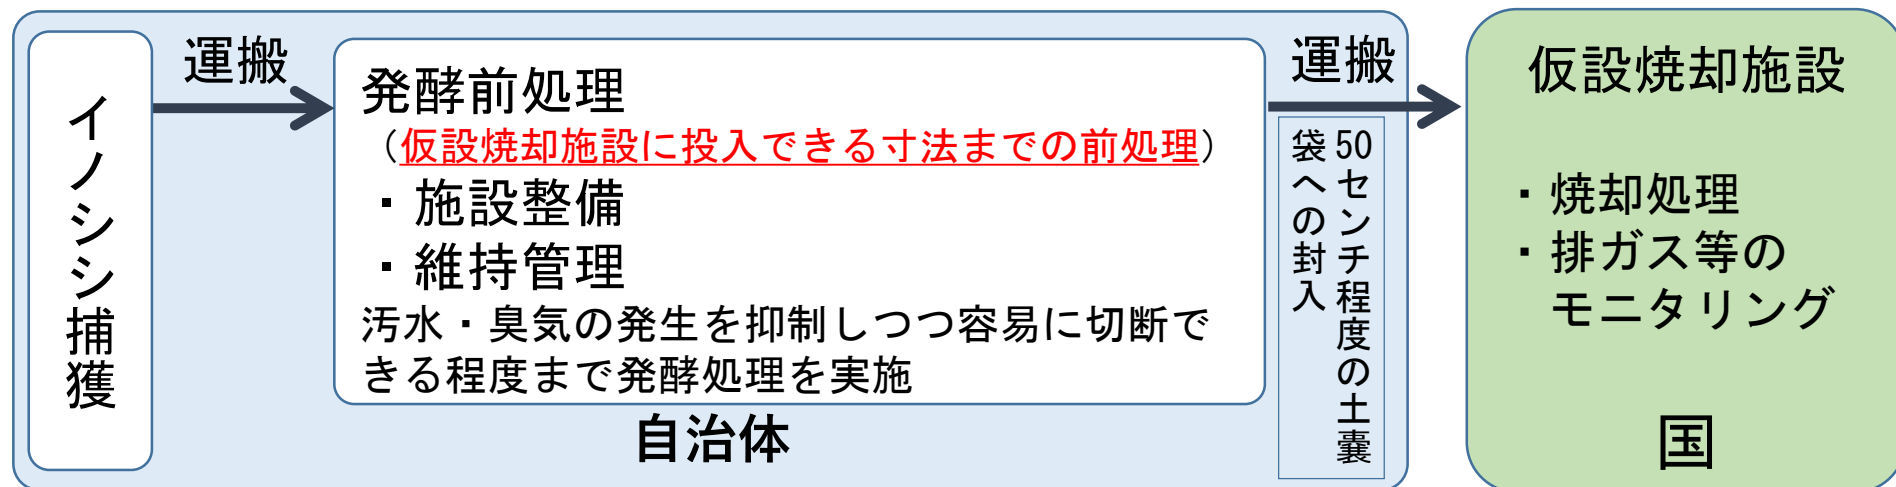 イノシシ捕獲
運搬
発酵前処理
（仮設焼却施設に投入できる寸法までの前処理）
・施設整備
・維持管理
汚水・臭気の発生を抑制しつつ容易に切断で
きる程度まで発酵処理を実施
自治体
運搬
50センチ程度の土嚢
袋への封入
仮設焼却施設
・焼却処理
・排ガス等の
モニタリング
国